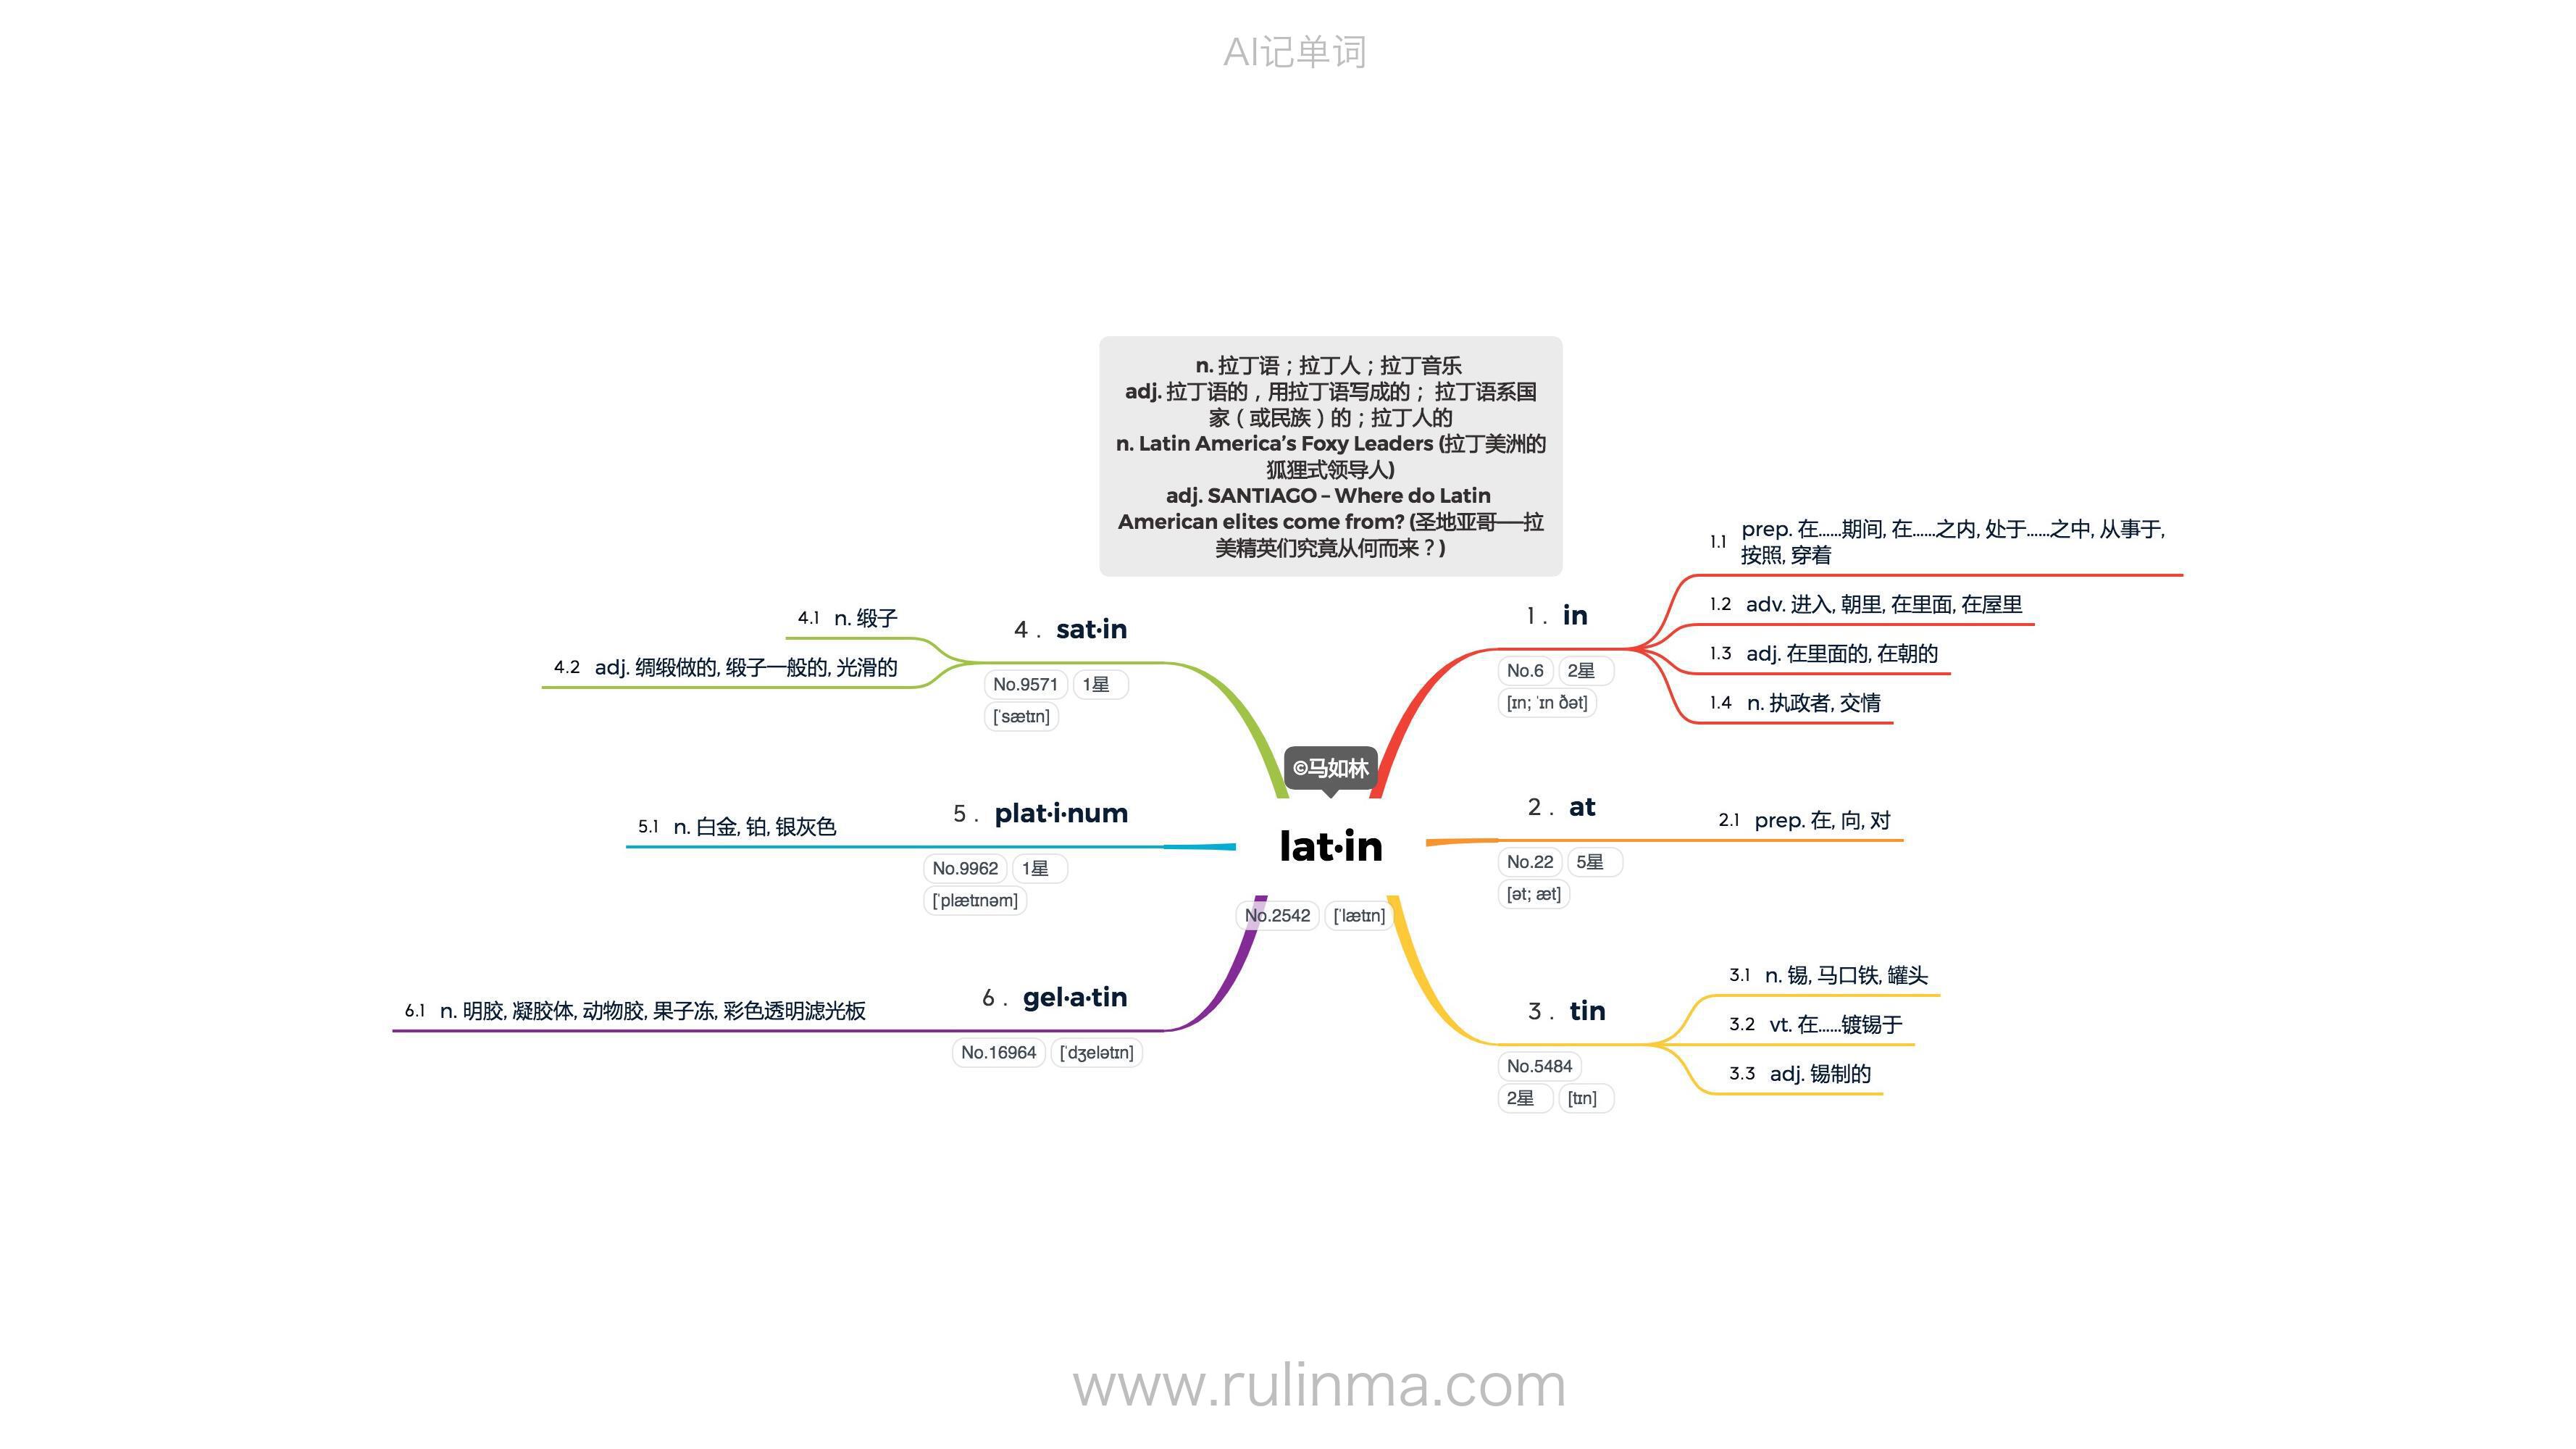 AI记单词
n. 拉丁语；拉丁人；拉丁音乐
adj. 拉丁语的，用拉丁语写成的； 拉丁语系国
家（或民族）的；拉丁人的
n. Latin America’s Foxy Leaders (拉丁美洲的
狐狸式领导人)
adj. SANTIAGO – Where do Latin
American elites come from? (圣地亚哥——拉
美精英们究竟从何而来？)
©马如林
lat·in
No.2542 [ˈlætɪn]
1 . in
No.6 2星
[ɪn; ˈɪn ðət]
1.1 prep. 在……期间, 在……之内, 处于……之中, 从事于,
按照, 穿着
1.2 adv. 进入, 朝里, 在里面, 在屋里
1.3 adj. 在里面的, 在朝的
1.4 n. 执政者, 交情
2 . at
No.22 5星
[ət; æt]
2.1 prep. 在, 向, 对
3 . tin
No.5484
2星 [tɪn]
3.1 n. 锡, 马口铁, 罐头
3.2 vt. 在……镀锡于
3.3 adj. 锡制的
4 . sat·in
No.9571 1星
[ˈsætɪn]
4.1 n. 缎子
4.2 adj. 绸缎做的, 缎子一般的, 光滑的
5 . plat·i·num
No.9962 1星
[ˈplætɪnəm]
5.1 n. 白金, 铂, 银灰色
6 . gel·a·tin
No.16964 [ˈdʒelətɪn]
6.1 n. 明胶, 凝胶体, 动物胶, 果子冻, 彩色透明滤光板
www.rulinma.com